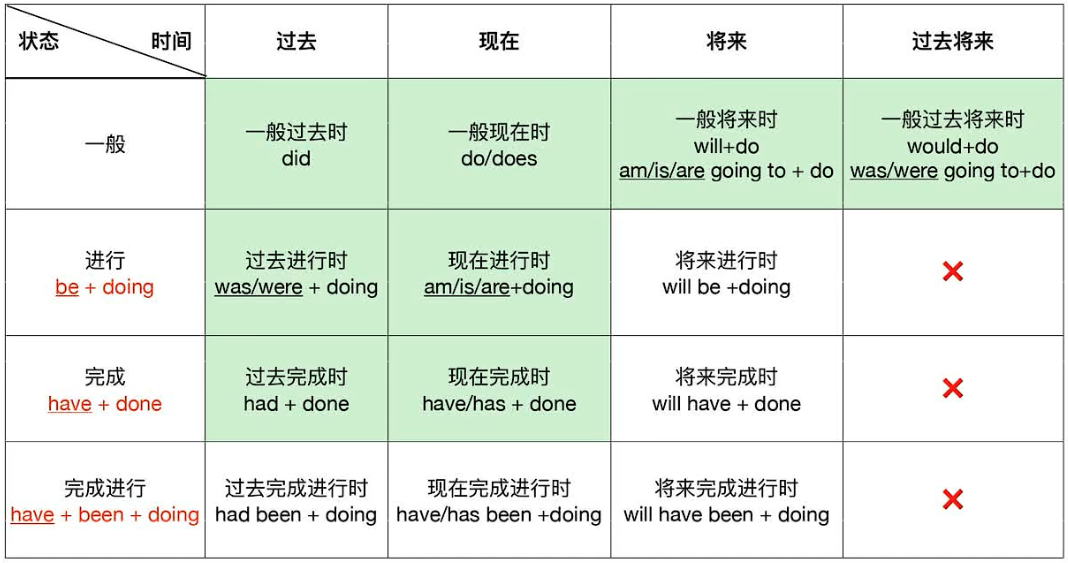 状态 时间 过去 现在 将来 过去将来
一般
一般过去时
did
一般现在时
do/does
一般将来时
will+do
am/is/are going to + do
一般过去将来时
would+do
was/were going to+do
进行
be + doing
过去进行时
was/were + doing
现在进行时
am/is/are+doing
将来进行时
will be +doing
完成
have + done
过去完成时
had + done
现在完成时
have/has + done
将来完成时
will have + done
完成进行
have + been + doing
过去完成进行时
had been + doing
现在完成进行时
have/has been +doing
将来完成进行时
will have been + doing